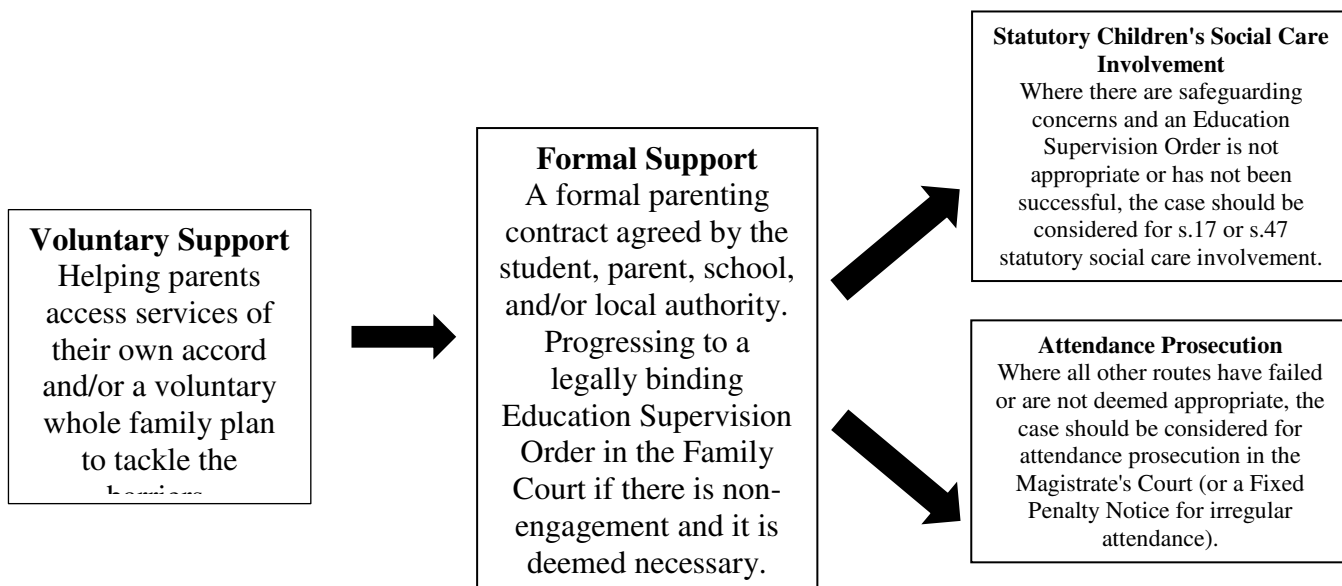 Voluntary Support
Helping parents
access services of
their own accord
and/or a voluntary
whole family plan
to tackle the
Formal Support
A formal parenting
contract agreed by the
student, parent, school,
and/or local authority.
Progressing to a
legally binding
Education Supervision
Order in the Family
Court if there is non-
engagement and it is
deemed necessary.
Statutory Children's Social Care
Involvement
Where there are safeguarding
concerns and an Education
Supervision Order is not
appropriate or has not been
successful, the case should be
considered for s.17 or s.47
statutory social care involvement.
Attendance Prosecution
Where all other routes have failed
or are not deemed appropriate, the
case should be considered for
attendance prosecution in the
Magistrate's Court (or a Fixed
Penalty Notice for irregular
attendance).